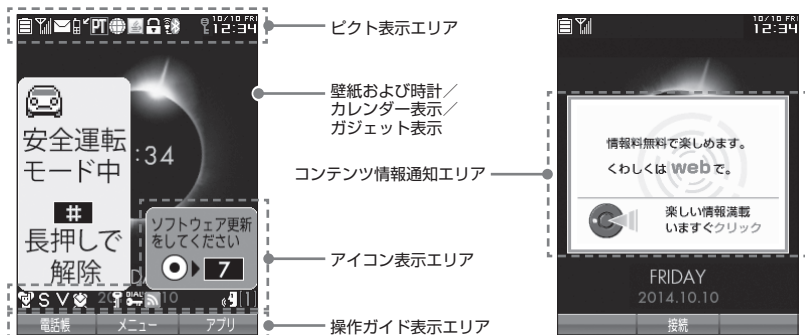 10/10 FRI
PT
12:34
ピクト表示エリア
安全運転
モード中
#
長押しで
解除
:34
壁紙および時計／
カレンダー表示／
ガジェット表示
コンテンツ情報通知エリア
ソフトウェア更新
をしてください
7
アイコン表示エリア
S V
10
[1]
電話帳 メニュー アプリ
操作ガイド表示エリア
10/10 FRI
12:34
情報料無料で楽しめます。
くわしくは webで。
楽しい情報満載
いますぐクリック
FRIDAY
2014.10.10
接続